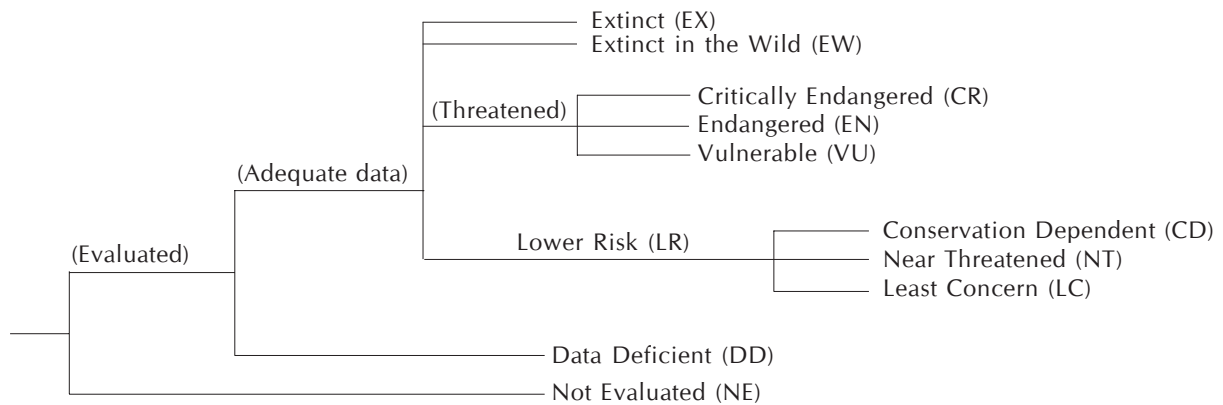 Extinct (EX)
Extinct in the Wild (EW)
Critically Endangered (CR)
(Threatened)
Endangered (EN)
Vulnerable (VU)
(Adequate data)
Conservation Dependent (CD)
Lower Risk (LR)
Near Threatened (NT)
(Evaluated)
Least Concern (LC)
Data Deficient (DD)
Not Evaluated (NE)